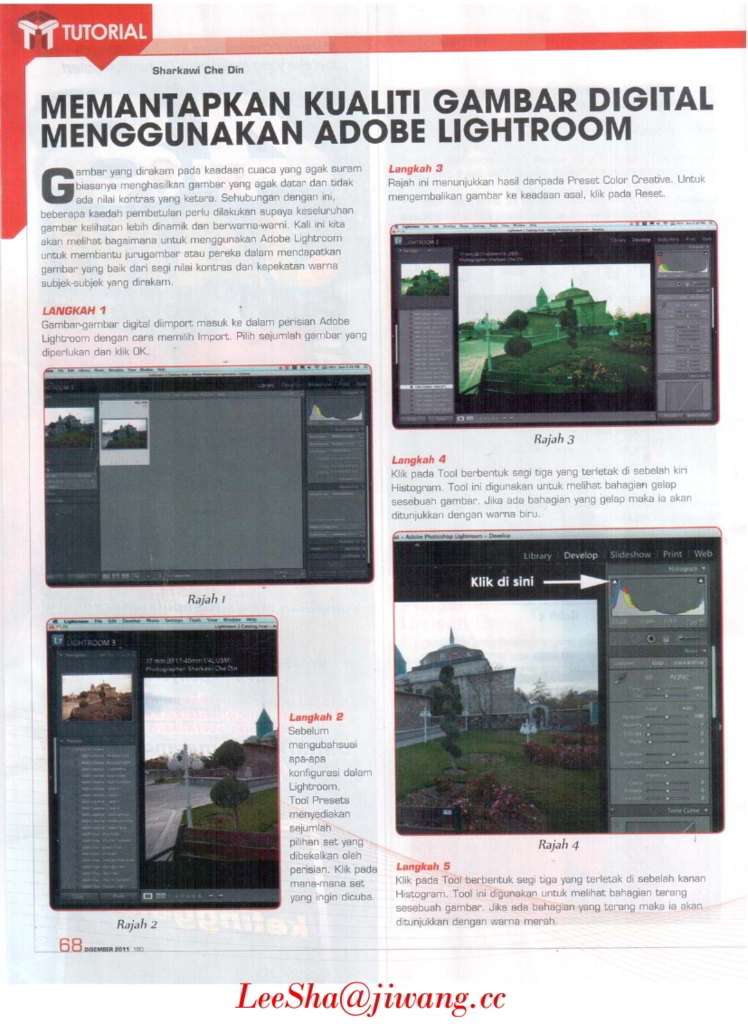 TUTORIAL
Sharkawi Che Din
MEMANTAPKAN KUALITI GAMBAR DIGITAL
MENGGUNAKAN ADOBE LIGHTROOM
Gambar yang dirakam pada keadaan cuaca yang agak suram
biasanya menghasilkan gambar yang agak datar dan tidak
ada nilai kontras yang ketara. Sehubungan dengan ini,
beberapa kaedah pembetulan perlu dilakukan supaya keseluruhan
gambar kelihatan lebih dinamik dan berwarna-warni. Kali ini kita
akan melihat bagaimana untuk menggunakan Adobe Lightroom
untuk membantu jurugambar atau pereka dalam mendapatkan
gambar yang baik dari segi nilai kontras dan kepekatan warna
subjek-subjek yang dirakam.
LANGKAH 1
Gambar-gambar digital diimport masuk ke dalam perisian Adobe
Lightroom dengan cara memilih Import. Pilih sejumlah gambar yang
diperlukan dan klik OK.
Rajah 1
LIGHTROOM 3
17 mm @ 17-40mm f/4L USM
Photographer: Sharkawi Che Din
Rajah 2
Langkah 2
Sebelum
mengubahsuai
apa-apa
konfigurasi dalam
Lightroom,
Tool Presets
menyediakan
sejumlah
pilihan set yang
dibekalkan oleh
perisian. Klik pada
mana-mana set
yang ingin dicuba.
Langkah 3
Rajah ini menunjukkan hasil daripada Preset Color Creative. Untuk
mengembalikan gambar ke keadaan asal, klik pada Reset.
LIGHTROOM 3
Library Develop Slideshow Print Web
Rajah 3
Langkah 4
Klik pada Tool berbentuk segi tiga yang terletak di sebelah kiri
Histogram. Tool ini digunakan untuk melihat bahagian gelap
sesebuah gambar. Jika ada bahagian yang gelap maka ia akan
ditunjukkan dengan warna biru.
Adobe Photoshop Lightroom - Develop
Library Develop Slideshow Print Web
Histogram
Klik di sini
Tone Curve
Rajah 4
Langkah 5
Klik pada Tool berbentuk segi tiga yang terletak di sebelah kanan
Histogram. Tool ini digunakan untuk melihat bahagian terang
sesebuah gambar. Jika ada bahagian yang terang maka ia akan
ditunjukkan dengan warna merah.
68 DISEMBER 2011 180
LeeSha@jiwang.cc